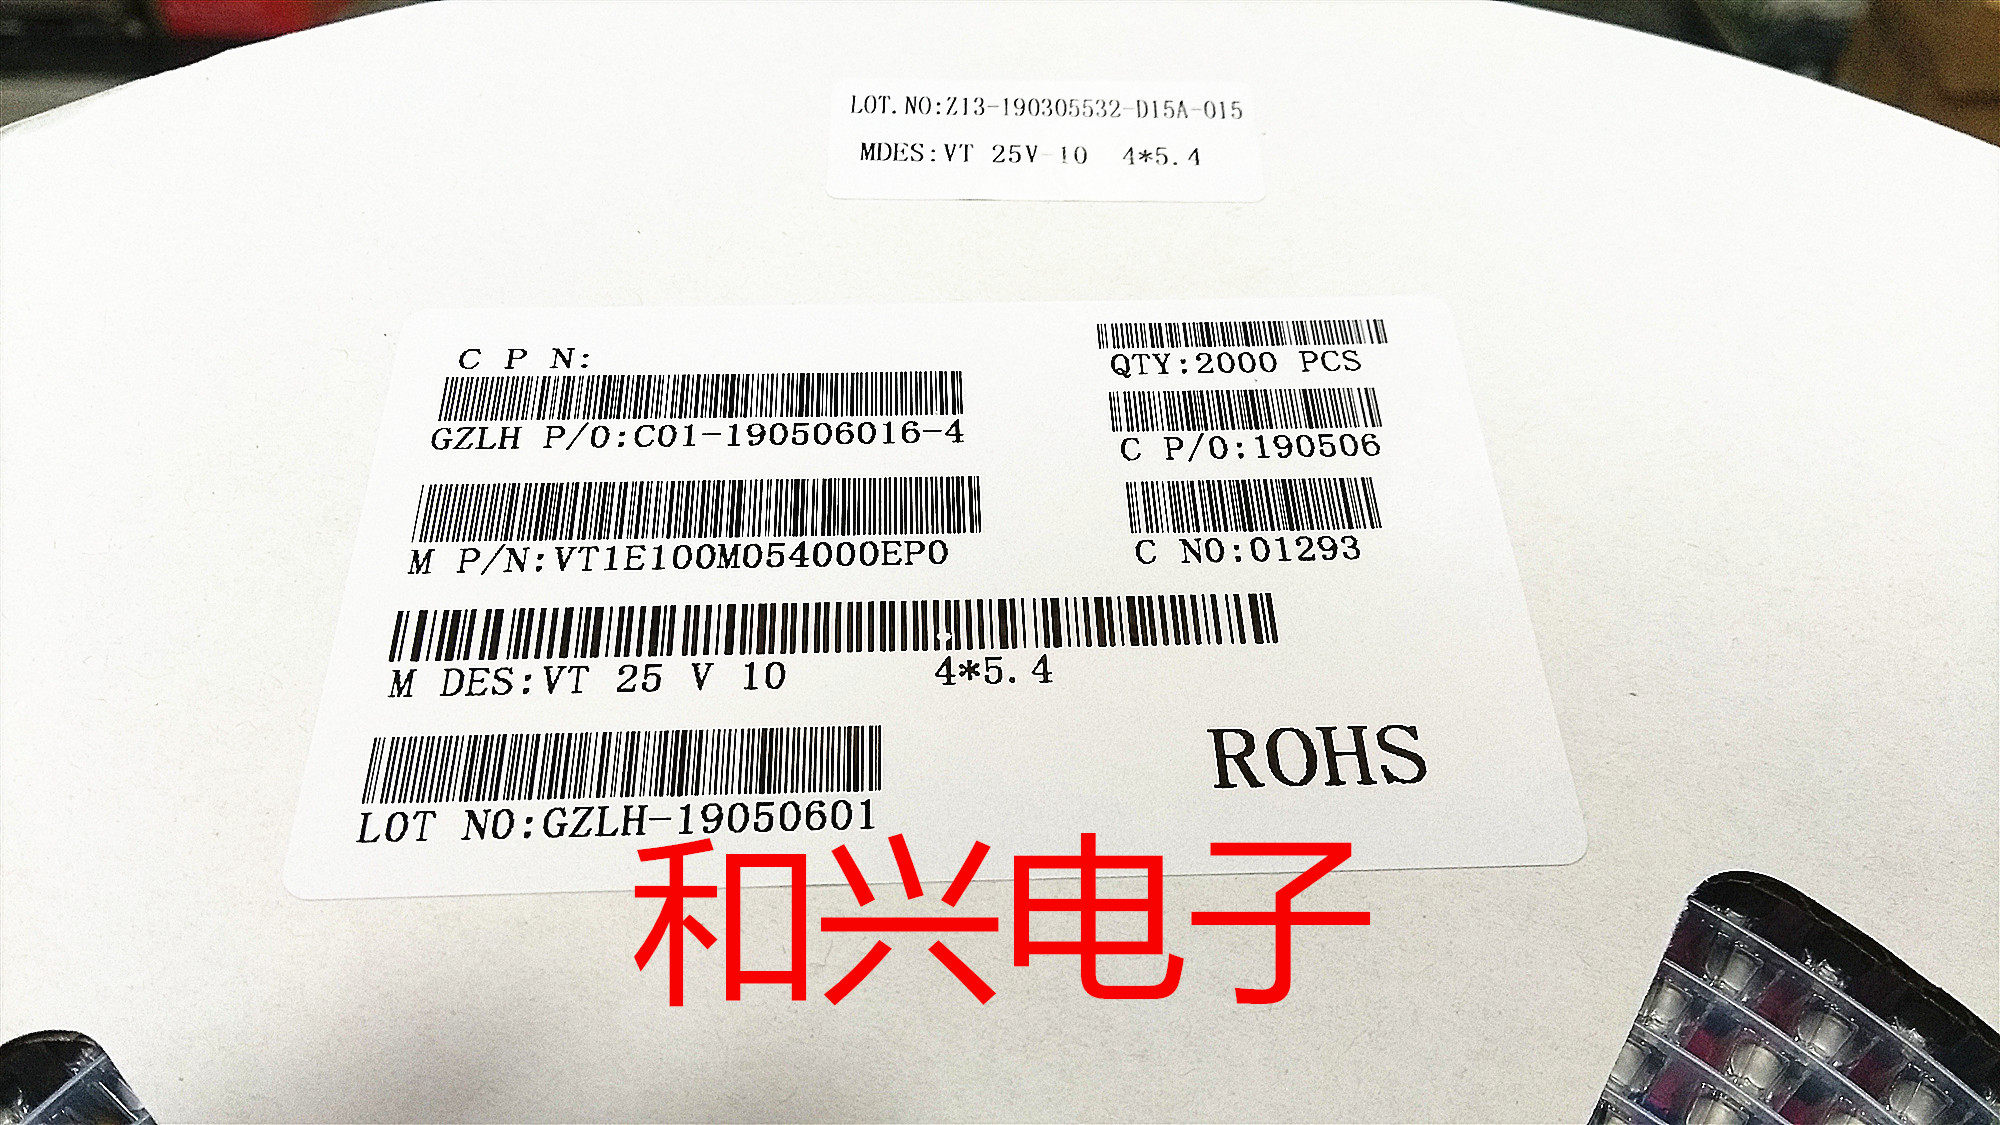 LOT.NO:Z13-190305532-D15A-015
MDES:VT 25V 10 4*5.4
C P N:
QTY:2000 PCS
GZLH P/O:C01-190506016-4
C P/O:190506
M P/N:VT1E100M054000EP0
C NO:01293
M DES:VT 25 V 10 4*5.4
LOT NO:GZLH-19050601
ROHS
和兴电子